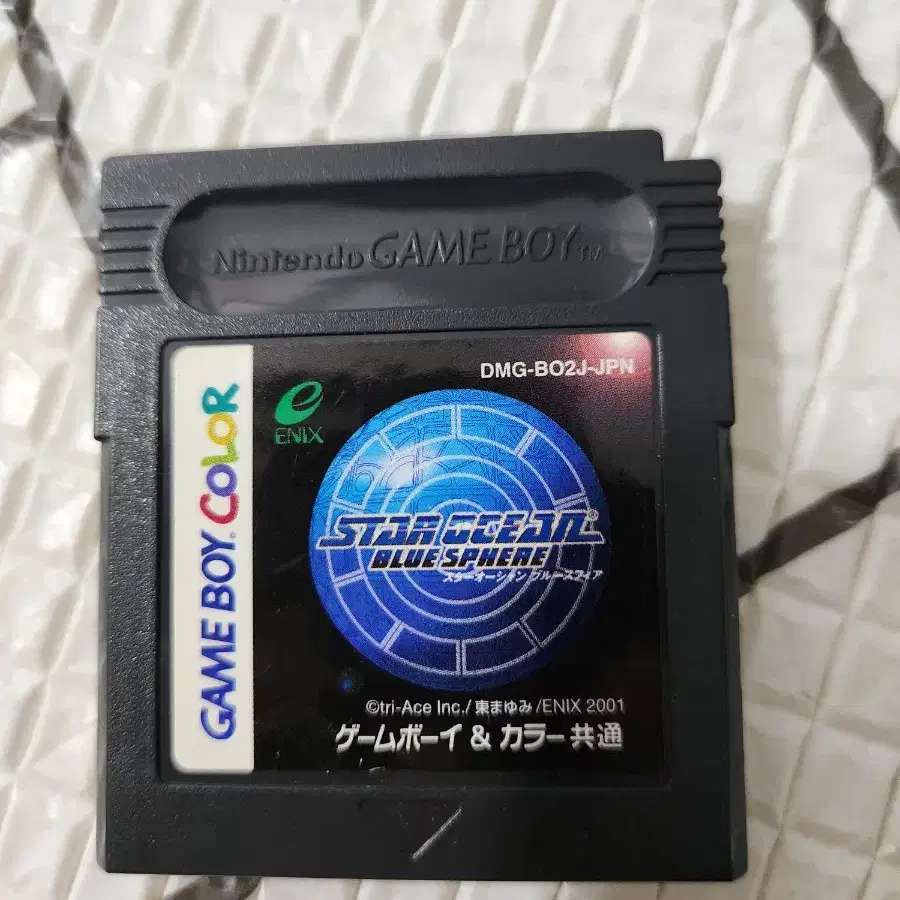 Nintendo GAME BOY TM
GAME BOY COLOR
DMG-BO2J-JPN
e
ENIX
STAR OCEAN®
BLUE SPHERE
スターオーシャン ブルースフィア
©tri-Ace Inc./東まゆみ/ENIX 2001
ゲームボーイ & カラー共通